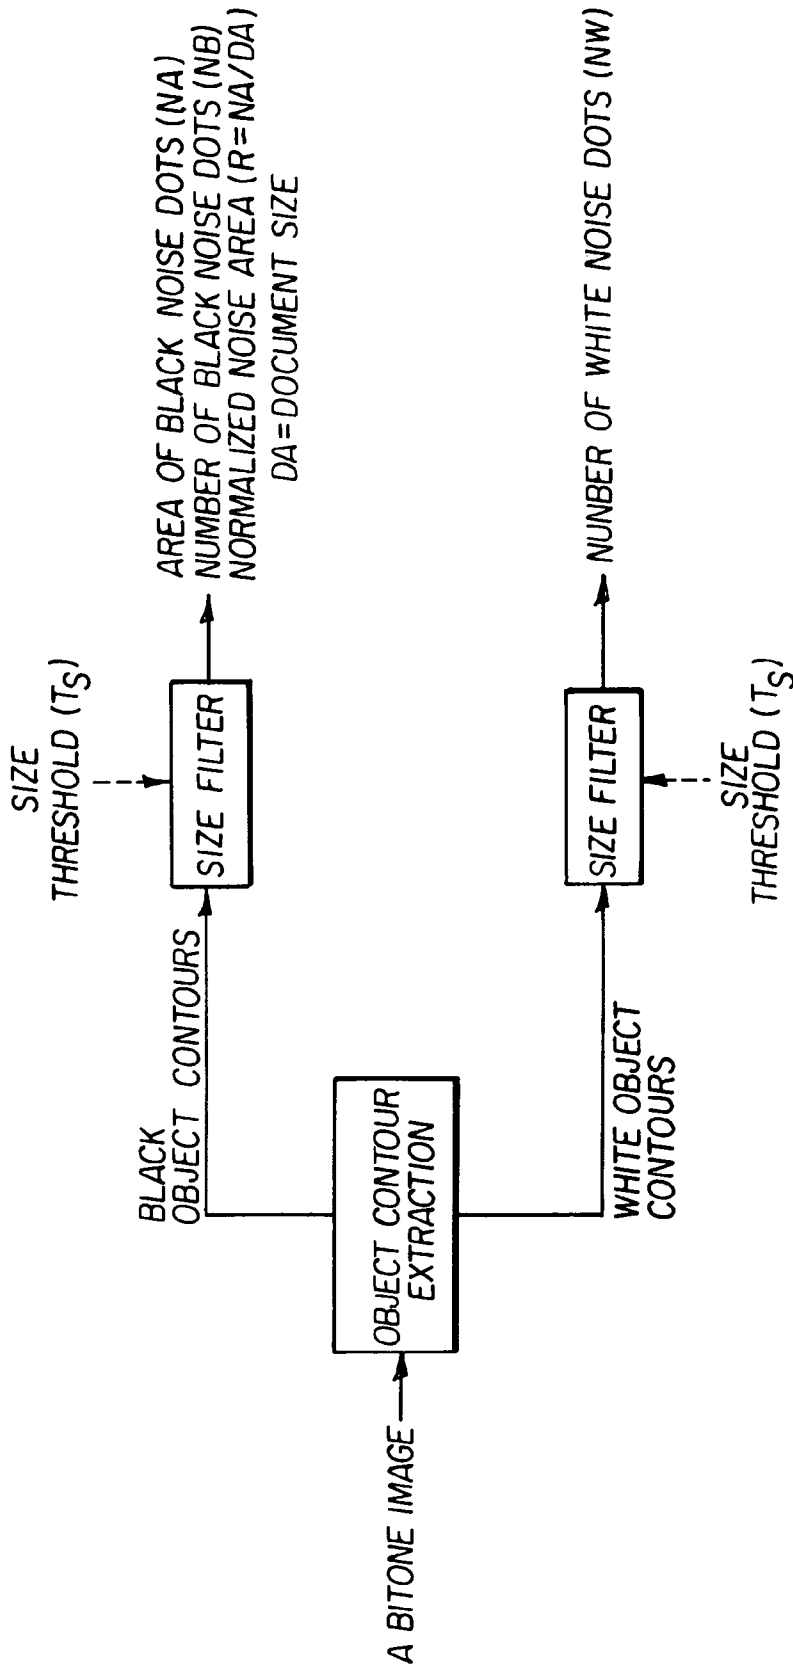 A BITONE IMAGE
OBJECT CONTOUR
EXTRACTION
BLACK
OBJECT CONTOURS
SIZE
THRESHOLD (TS)
SIZE FILTER
AREA OF BLACK NOISE DOTS (NA)
NUMBER OF BLACK NOISE DOTS (NB)
NORMALIZED NOISE AREA (R=NA/DA)
DA=DOCUMENT SIZE
WHITE OBJECT
CONTOURS
SIZE FILTER
SIZE
THRESHOLD (TS)
NUNBER OF WHITE NOISE DOTS (NW)